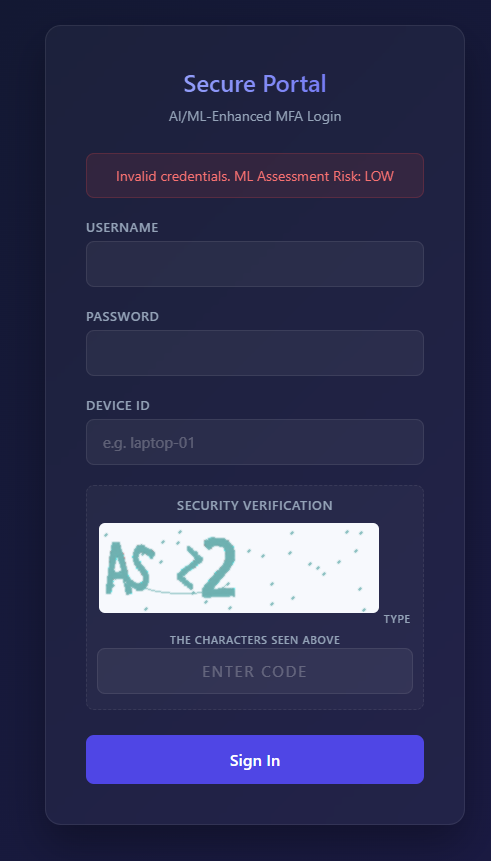 Secure Portal
AI/ML-Enhanced MFA Login
Invalid credentials. ML Assessment Risk: LOW
USERNAME
PASSWORD
DEVICE ID
e.g. laptop-01
SECURITY VERIFICATION
TYPE
THE CHARACTERS SEEN ABOVE
ENTER CODE
Sign In